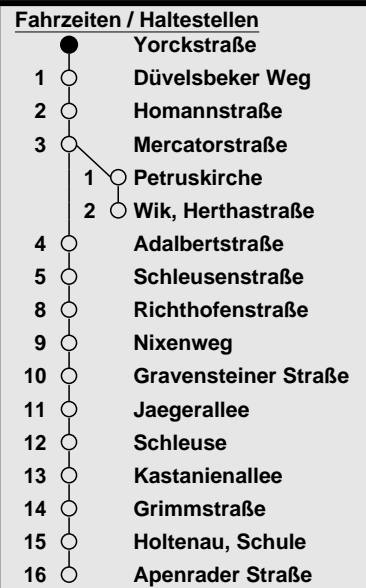 Fahrzeiten / Haltestellen
Yorckstraße
1 Düvelsbeker Weg
2 Homannstraße
3 Mercatorstraße
1 Petruskirche
2 Wik, Herthastraße
4 Adalbertstraße
5 Schleusenstraße
8 Richthofenstraße
9 Nixenweg
10 Gravensteiner Straße
11 Jaegerallee
12 Schleuse
13 Kastanienallee
14 Grimmstraße
15 Holtenau, Schule
16 Apenrader Straße